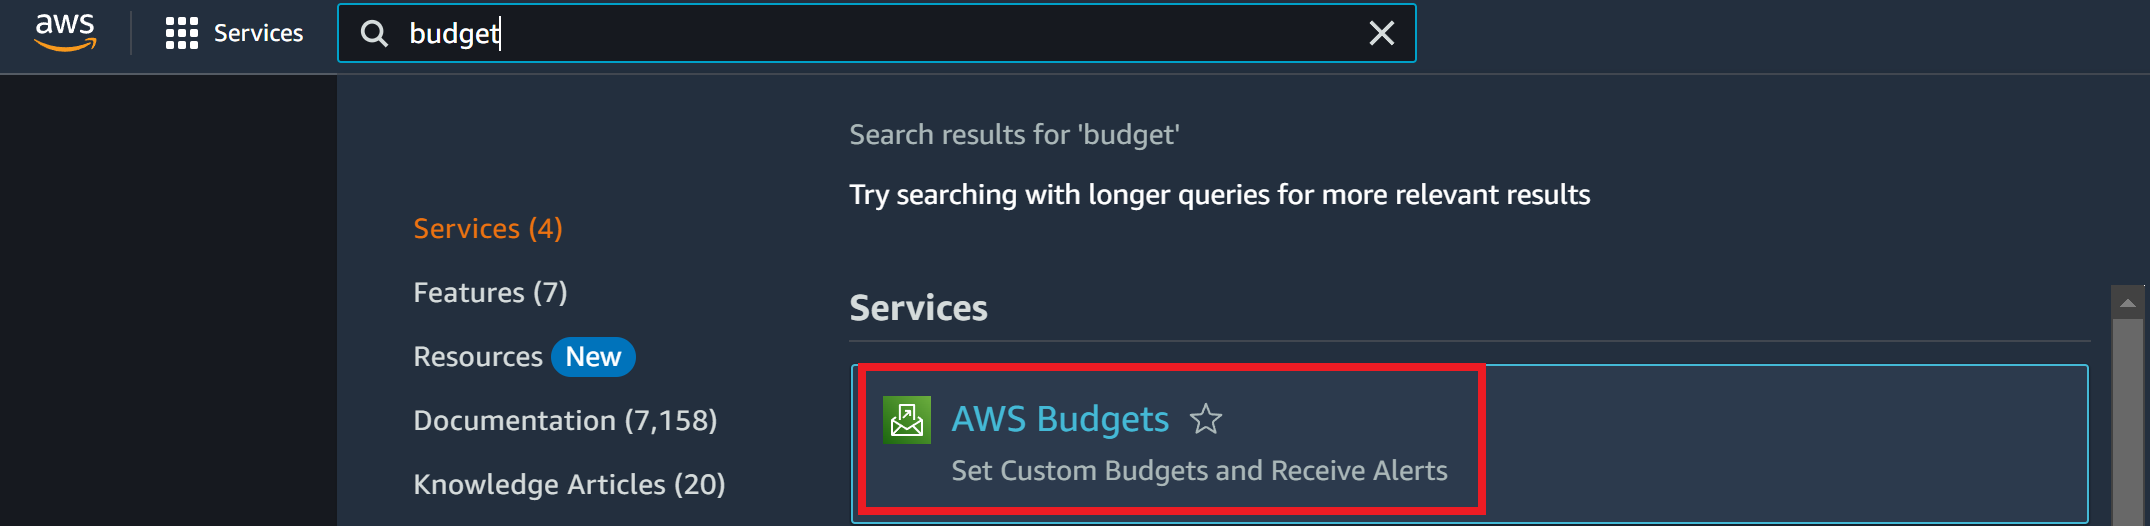 aws
Services
budget
Search results for 'budget'
Try searching with longer queries for more relevant results
Services (4)
Features (7)
Resources New
Documentation (7,158)
Knowledge Articles (20)
Services
AWS Budgets
Set Custom Budgets and Receive Alerts